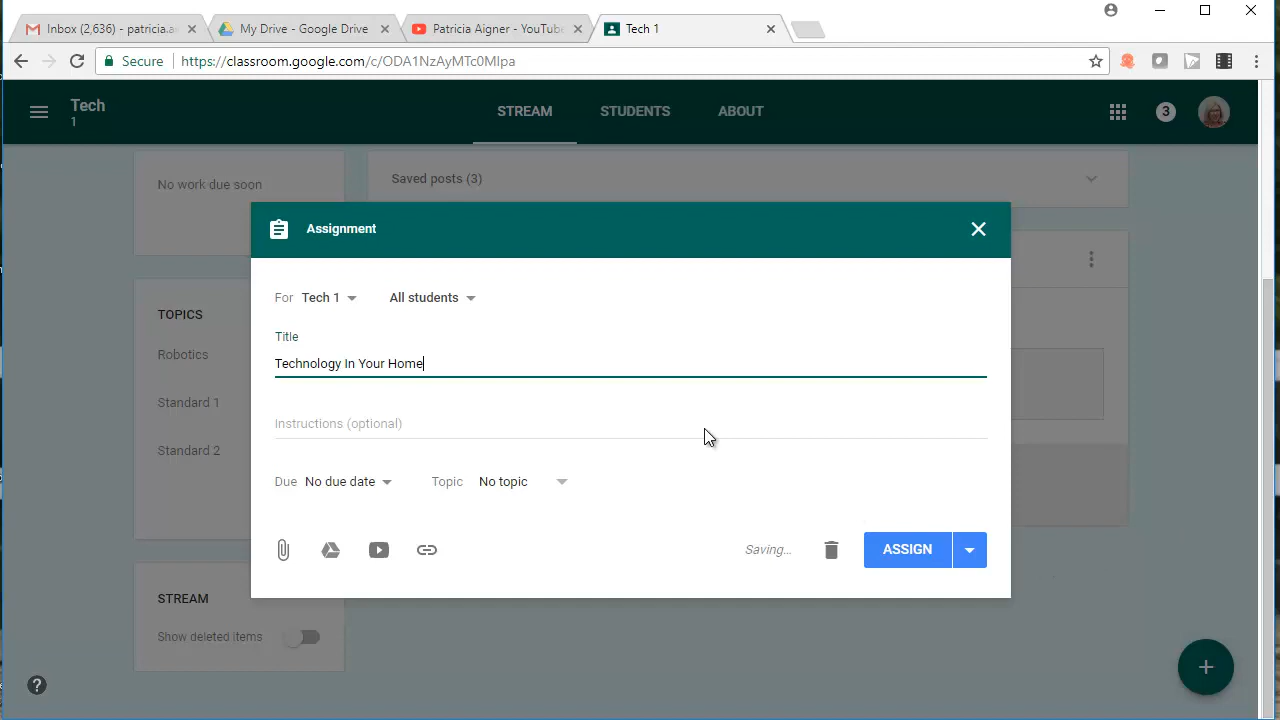 Inbox (2,636) - patricia.a
My Drive - Google Drive
Patricia Aigner - YouTube
Tech 1
Secure
https://classroom.google.com/c/ODA1NzAyMTc0MIpa
Tech
1
STREAM
STUDENTS
ABOUT
3
No work due soon
Saved posts (3)
Assignment
For Tech 1 All students
Title
Technology In Your Home
Instructions (optional)
Due No due date Topic No topic
Saving...
ASSIGN
TOPICS
Robotics
Standard 1
Standard 2
STREAM
Show deleted items